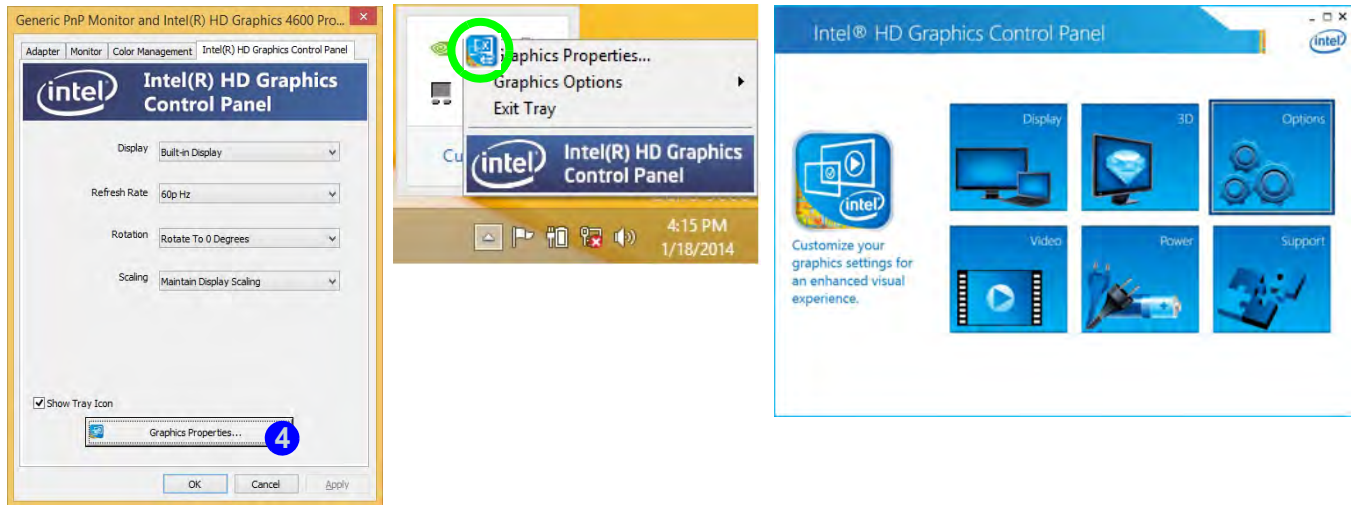 Generic PnP Monitor and Intel(R) HD Graphics 4600 Pro...
Adapter Monitor Color Management Intel(R) HD Graphics Control Panel
intel
Intel(R) HD Graphics
Control Panel
Display Built-in Display
Refresh Rate 60p Hz
Rotation Rotate To 0 Degrees
Scaling Maintain Display Scaling
Show Tray Icon
Graphics Properties...
4
OK Cancel Apply
aphics Properties...
Graphics Options
Exit Tray
Cu
intel
Intel(R) HD Graphics
Control Panel
4:15 PM
1/18/2014
Intel® HD Graphics Control Panel
intel
intel
Customize your
graphics settings for
an enhanced visual
experience.
Display 3D Options
Video Power Support